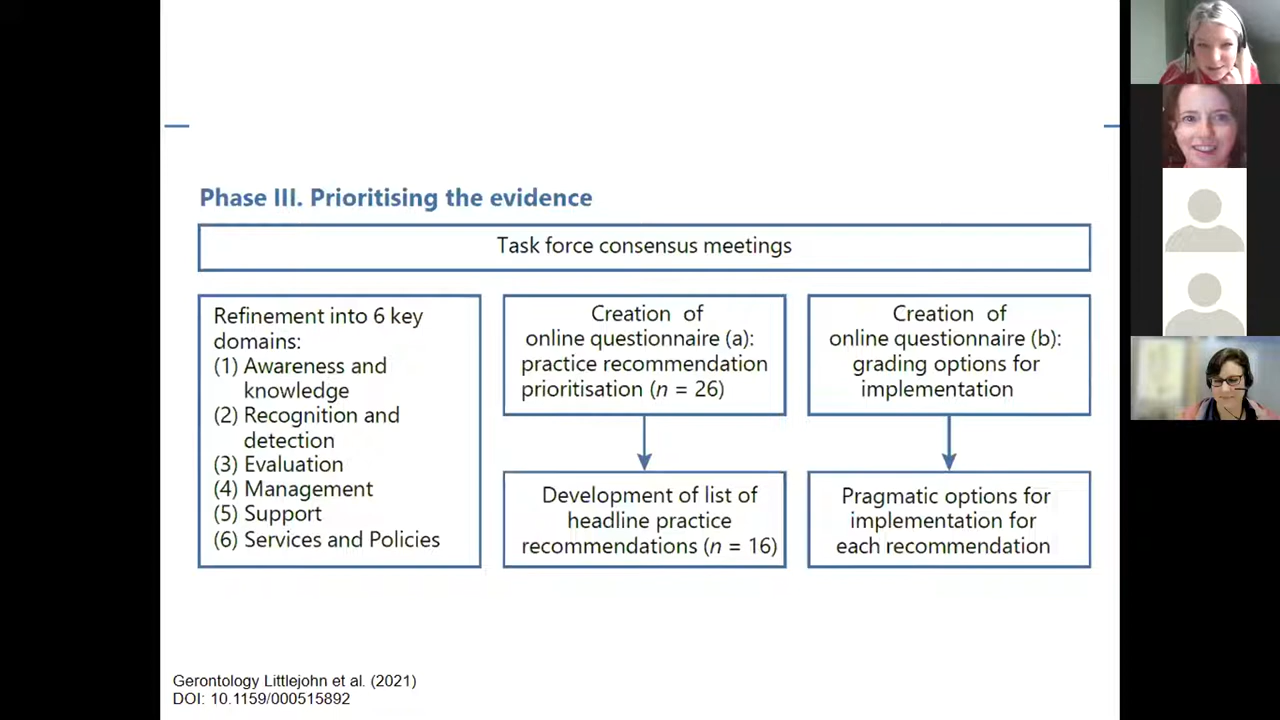 Phase III. Prioritising the evidence
Task force consensus meetings
Refinement into 6 key
domains:
(1) Awareness and
knowledge
(2) Recognition and
detection
(3) Evaluation
(4) Management
(5) Support
(6) Services and Policies
Creation of
online questionnaire (a):
practice recommendation
prioritisation (n = 26)
Development of list of
headline practice
recommendations (n = 16)
Creation of
online questionnaire (b):
grading options for
implementation
Pragmatic options for
implementation for
each recommendation
Gerontology Littlejohn et al. (2021)
DOI: 10.1159/000515892